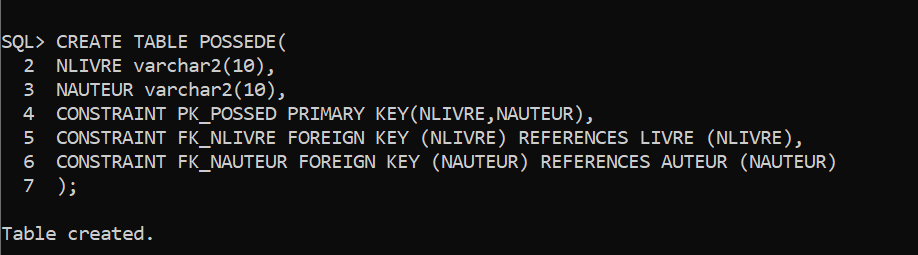 SQL> CREATE TABLE POSSEDE(
  2  NLIVRE varchar2(10),
  3  NAUTEUR varchar2(10),
  4  CONSTRAINT PK_POSSED PRIMARY KEY(NLIVRE,NAUTEUR),
  5  CONSTRAINT FK_NLIVRE FOREIGN KEY (NLIVRE) REFERENCES LIVRE (NLIVRE),
  6  CONSTRAINT FK_NAUTEUR FOREIGN KEY (NAUTEUR) REFERENCES AUTEUR (NAUTEUR)
  7  );
Table created.